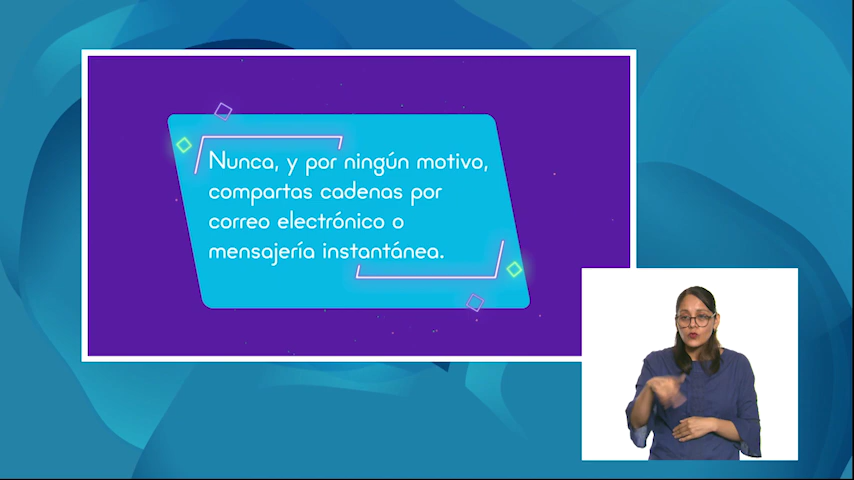 Nunca, y por ningún motivo,
compartas cadenas por
correo electrónico o
mensajería instantánea.